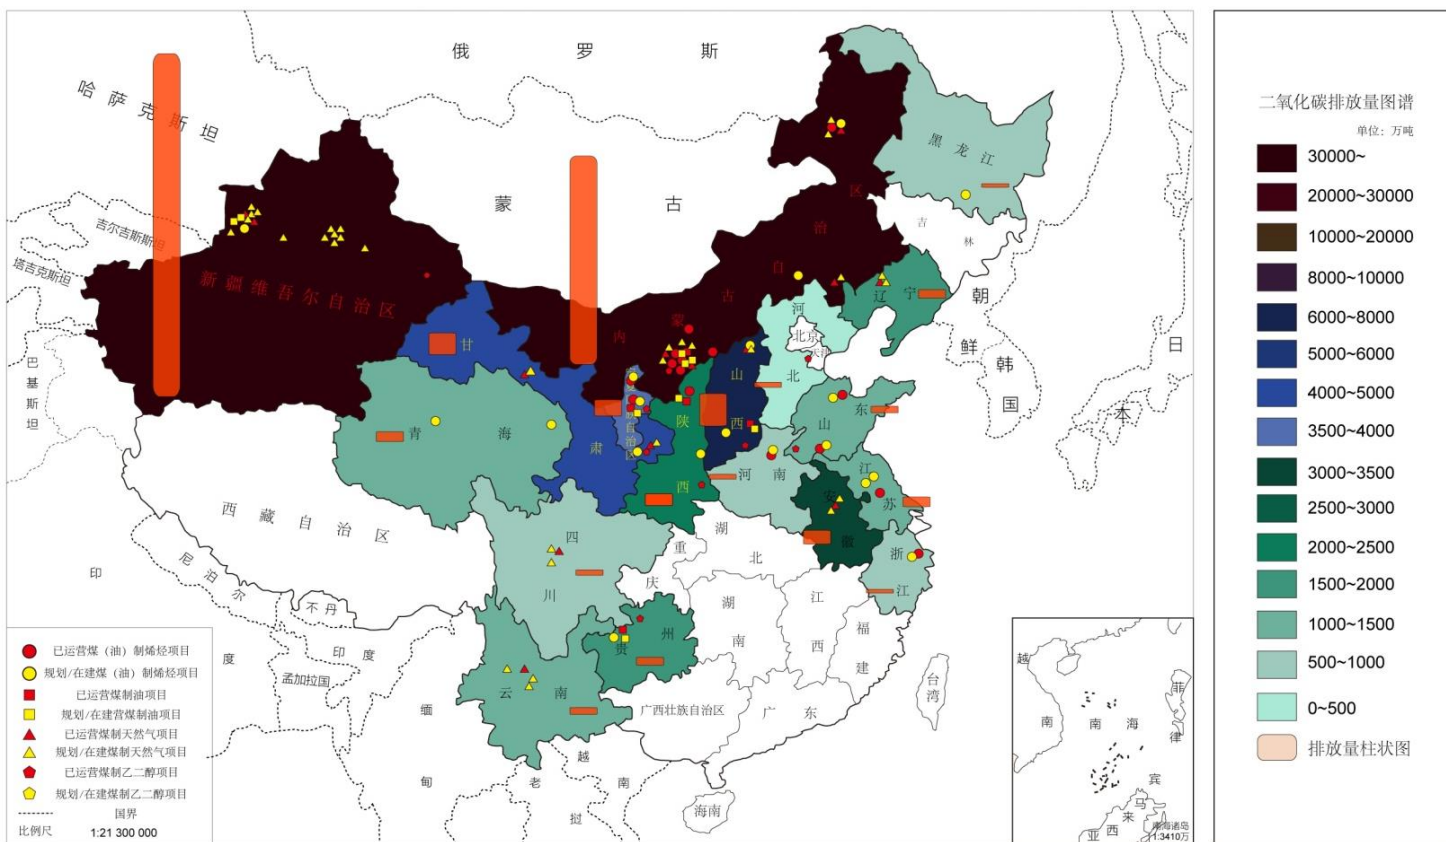 俄罗斯
哈萨克斯坦
蒙古
吉尔吉斯斯坦
塔吉克斯坦
巴基斯坦
朝鲜
韩国
日本
印度
尼泊尔
不丹
印度
孟加拉国
缅甸
老挝
越南
黑龙江
吉林
辽宁
内蒙古自治区
新疆维吾尔自治区
甘肃
青海
西藏自治区
陕西
山西
河北
北京
天津
山东
河南
江苏
安徽
浙江
湖北
重庆
四川
贵州
云南
湖南
江西
福建
台湾
广西壮族自治区
广东
海南
已运营煤（油）制烯烃项目
规划/在建煤（油）制烯烃项目
已运营煤制油项目
规划/在建营煤制油项目
已运营煤制天然气项目
规划/在建煤制天然气项目
已运营煤制乙二醇项目
规划/在建煤制乙二醇项目
国界
比例尺 1:21 300 000
越南
南海
菲律宾
马来西亚
南海诸岛
1:3410万
二氧化碳排放量图谱
单位：万吨
30000~
20000~30000
10000~20000
8000~10000
6000~8000
5000~6000
4000~5000
3500~4000
3000~3500
2500~3000
2000~2500
1500~2000
1000~1500
500~1000
0~500
排放量柱状图